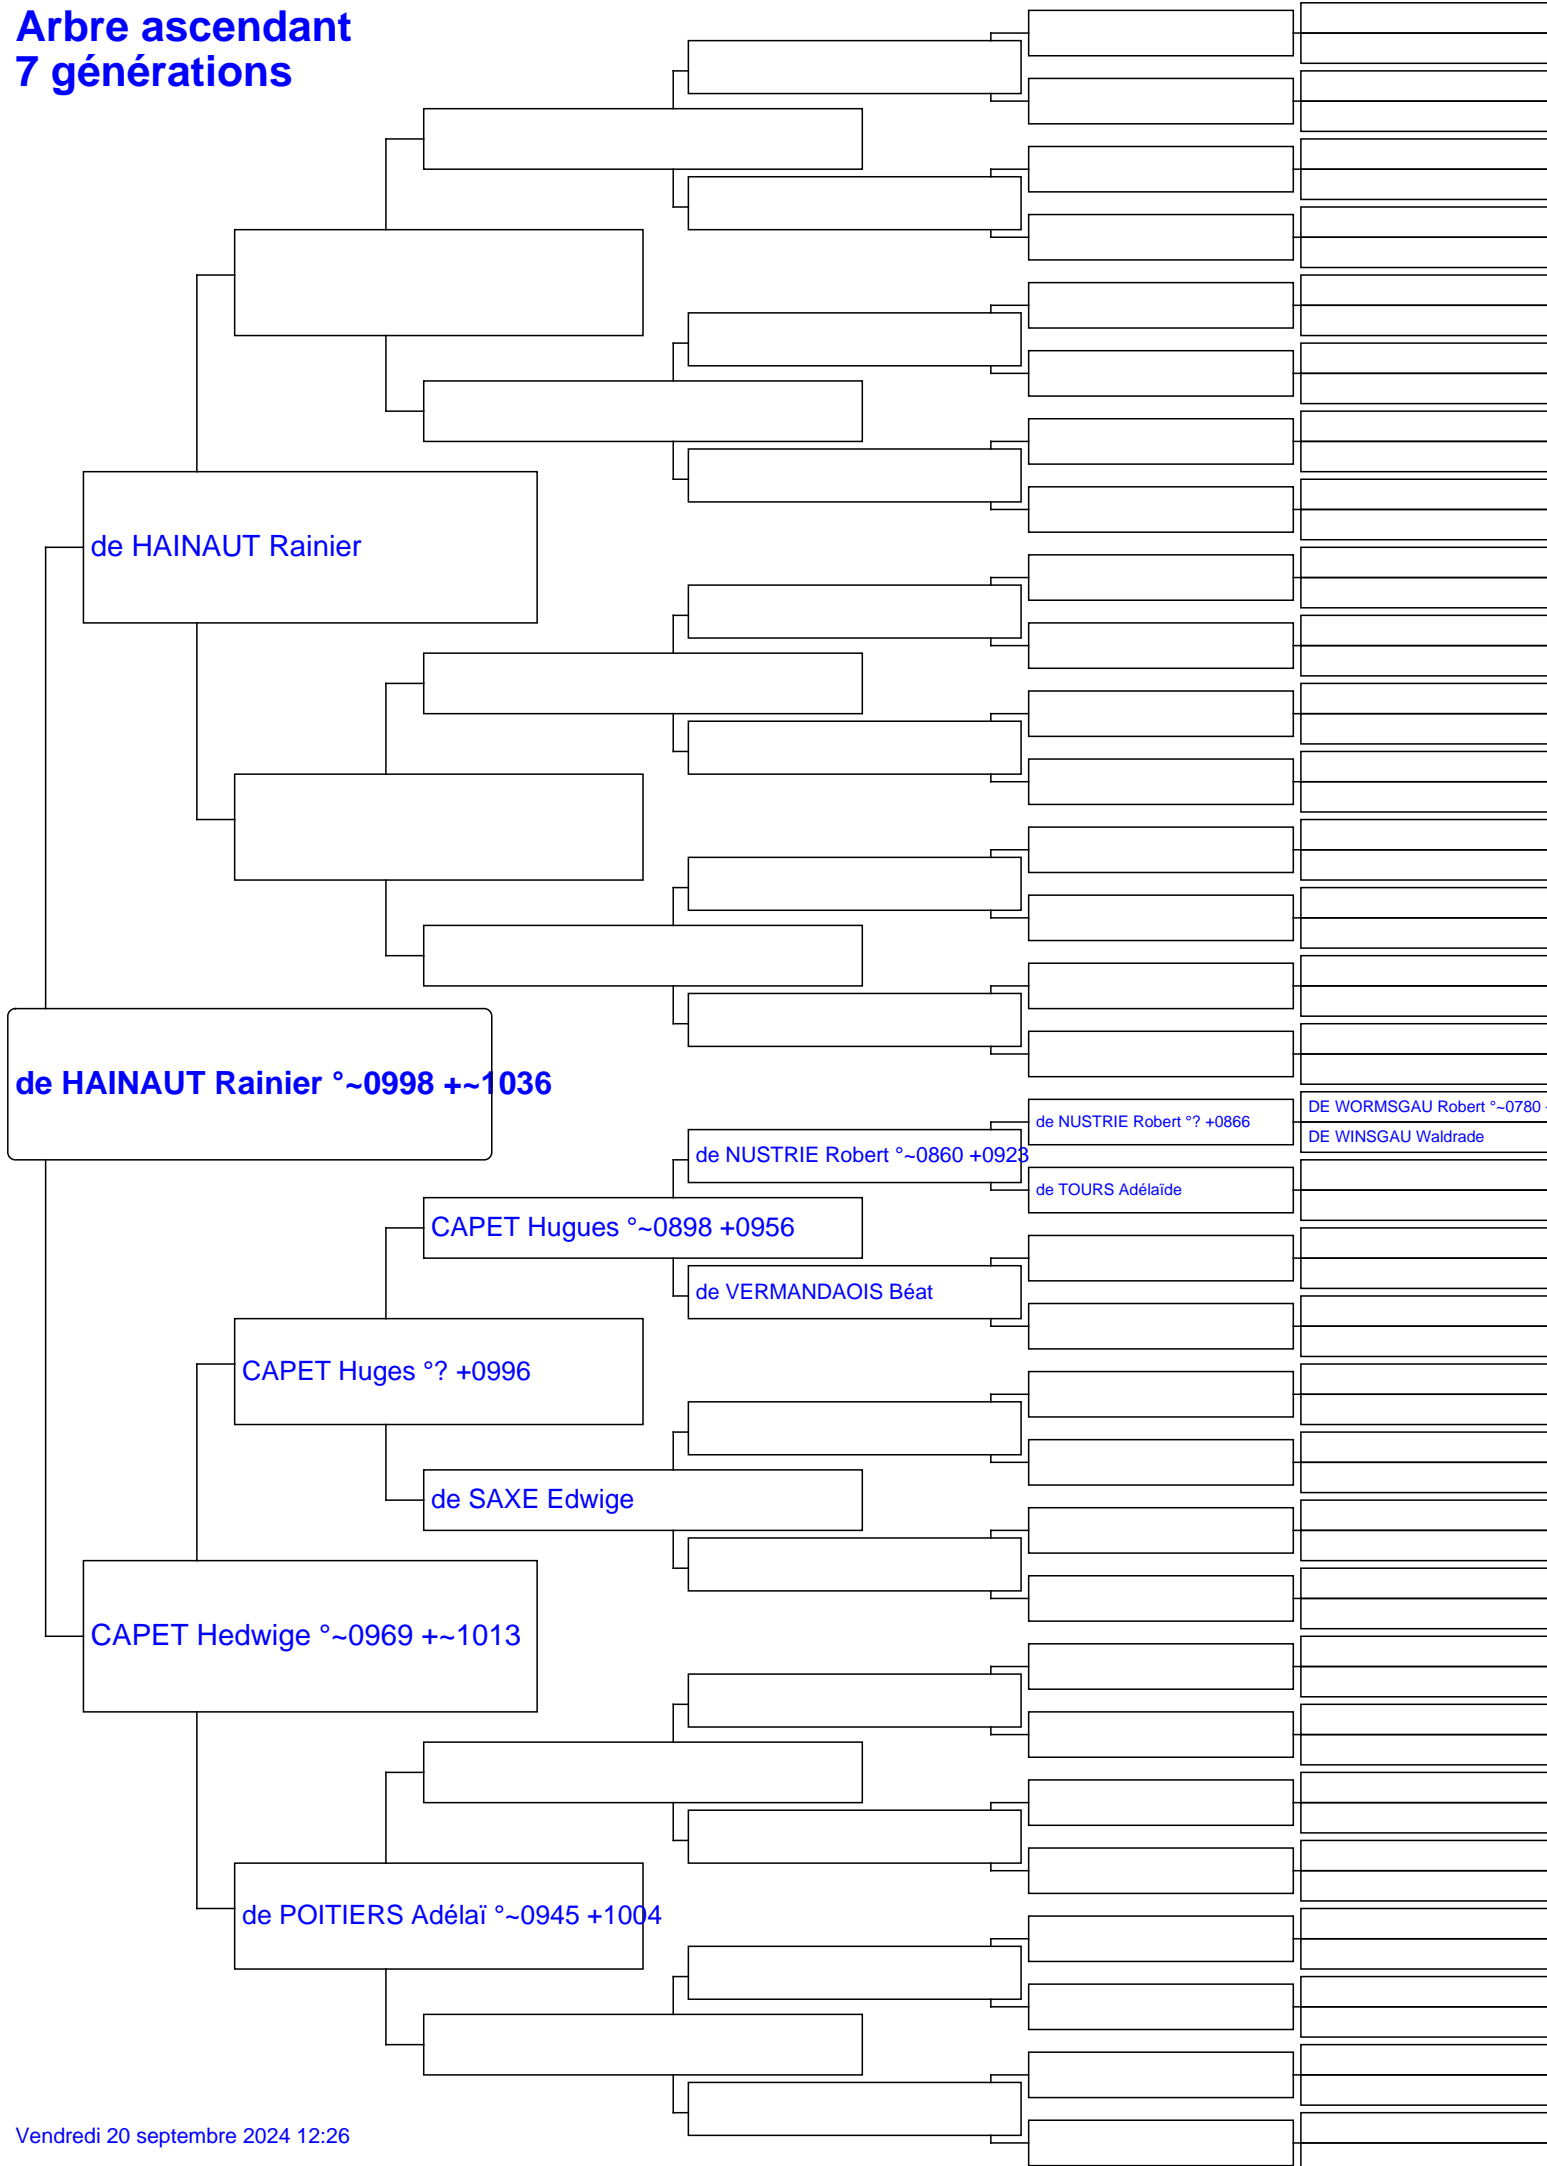 Arbre ascendant
7 générations
de HAINAUT Rainier
de HAINAUT Rainier °~0998 +~1036
DE WORMSGAU Robert °~0780
de NUSTRIE Robert °? +0866
DE WINSGAU Waldrade
de NUSTRIE Robert °~0860 +0923
de TOURS Adélaïde
CAPET Hugues °~0898 +0956
de VERMANDAOIS Béat
CAPET Huges °? +0996
de SAXE Edwige
CAPET Hedwige °~0969 +~1013
de POITIERS Adélaï °~0945 +1004
Vendredi 20 septembre 2024 12:26